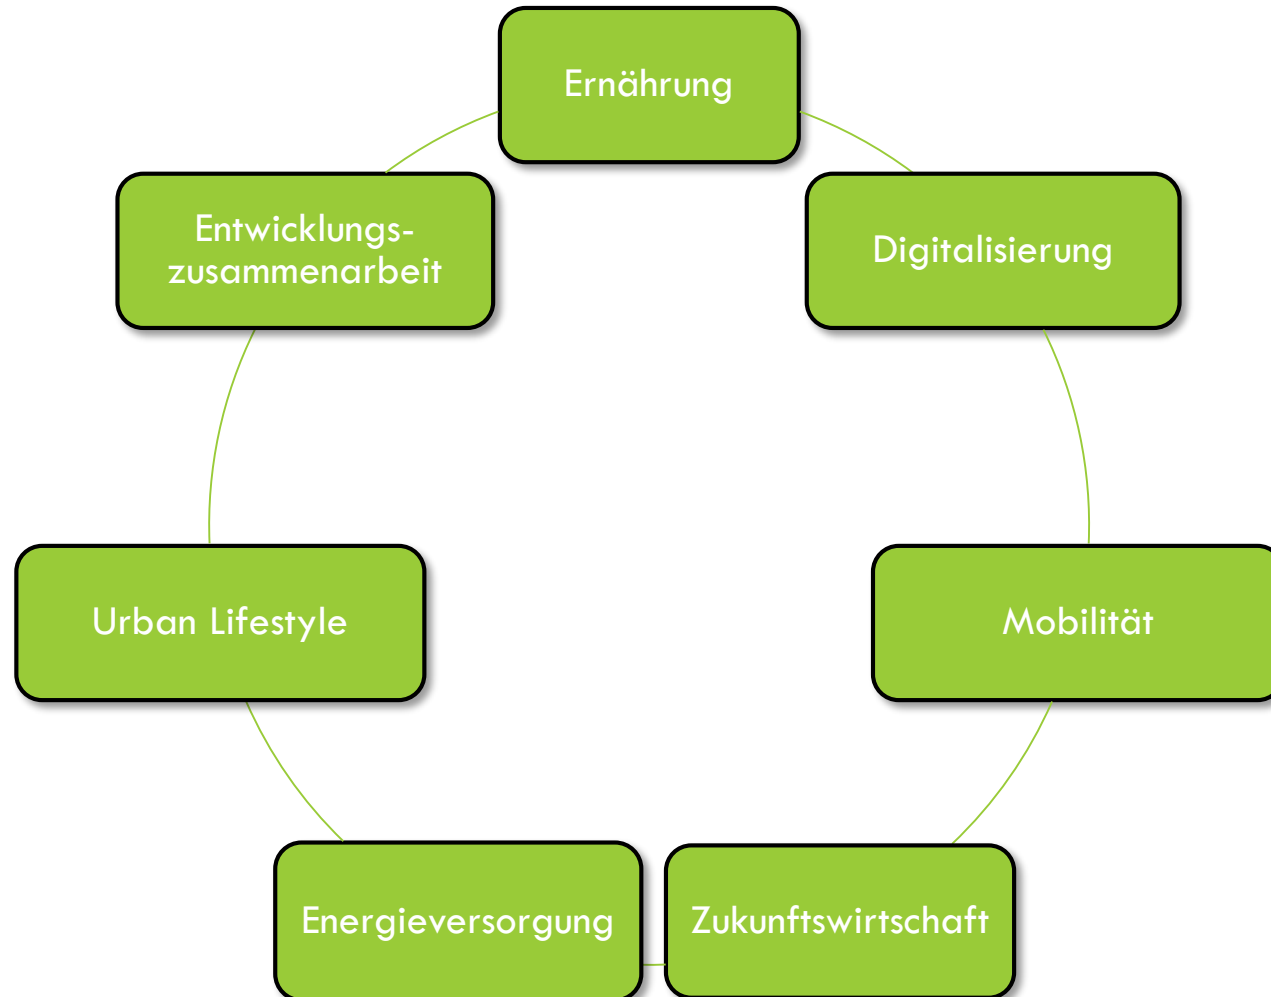 Ernährung
Entwicklungs-
zusammenarbeit
Digitalisierung
Urban Lifestyle
Mobilität
Energieversorgung
Zukunftswirtschaft